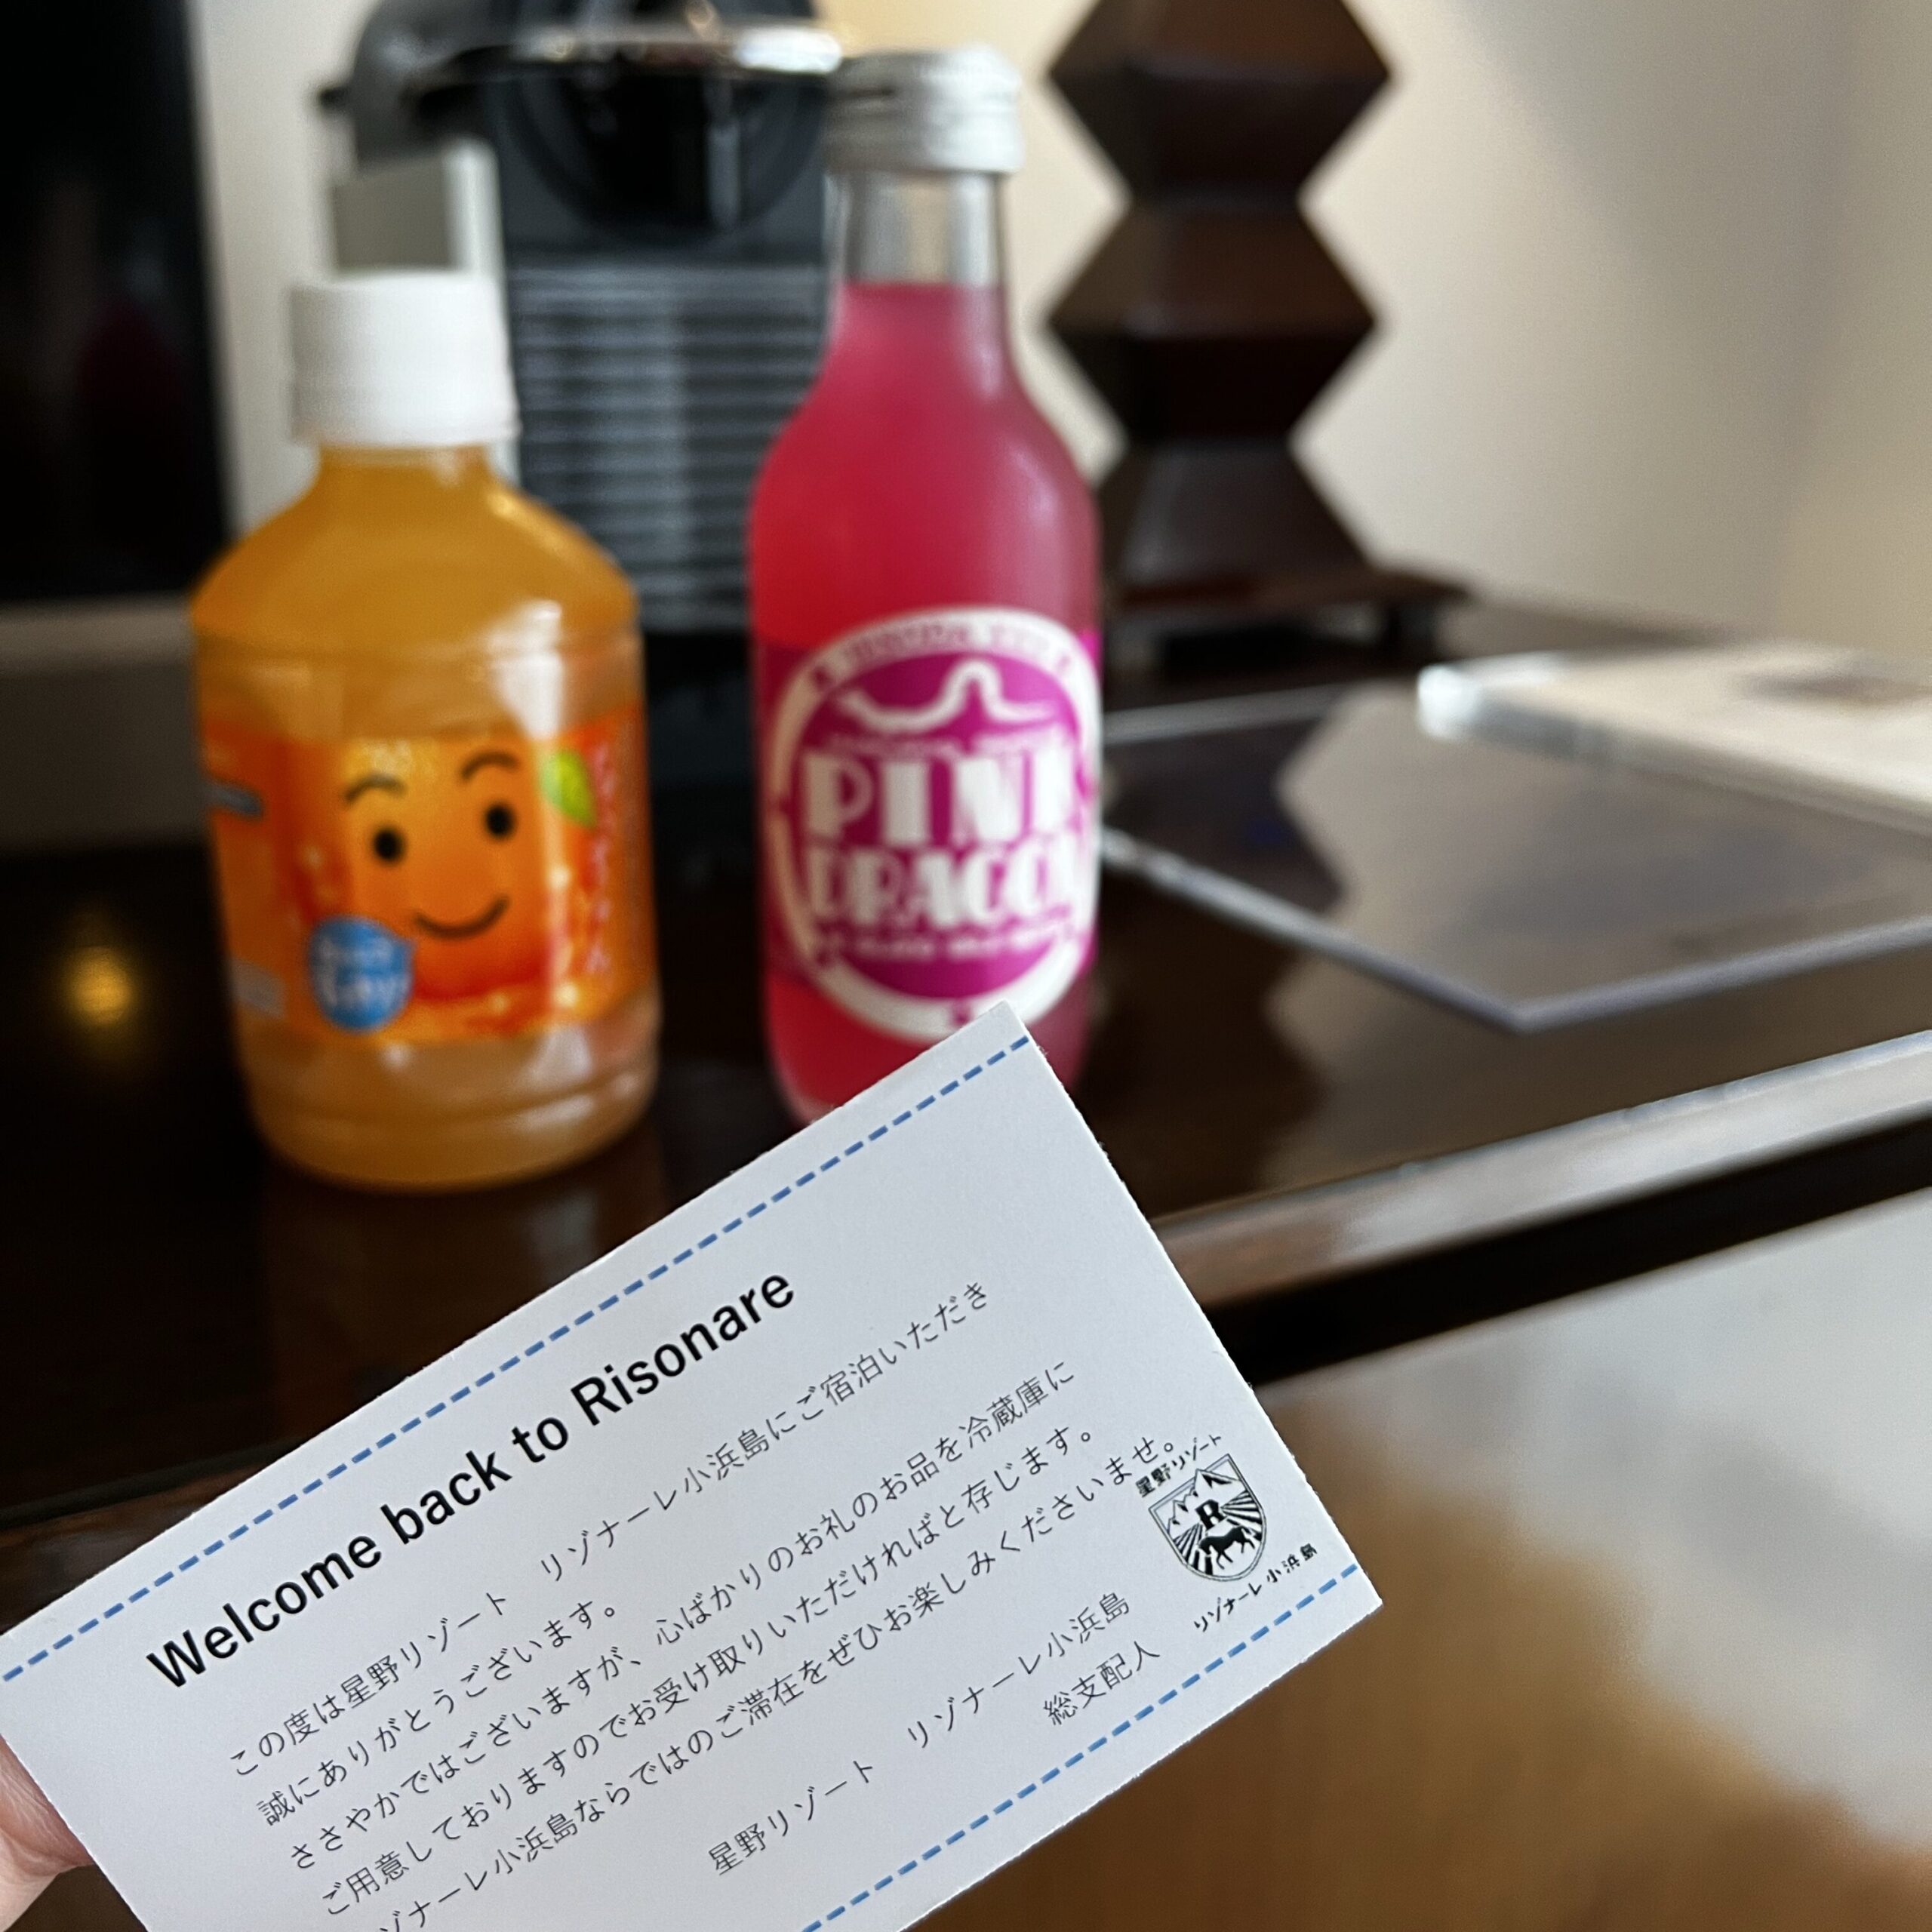 PINK
DRAGON
Welcome back to Risonare
この度は星野リゾート　リゾナーレ小浜島にご宿泊いただき
誠にありがとうございます。
ささやかではございますが、心ばかりのお礼のお品を冷蔵庫に
ご用意しておりますのでお受け取りいただければと存じます。
ゾナーレ小浜島ならではのご滞在をぜひお楽しみくださいませ。
星野リゾート　リゾナーレ小浜島
総支配人
星野リゾート
R
リゾナーレ小浜島